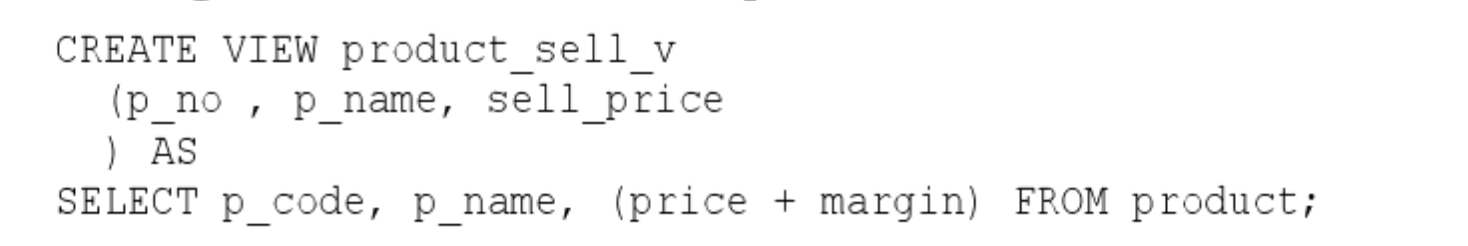 CREATE VIEW product_sell_v
(p_no , p_name, sell_price
) AS
SELECT p_code, p_name, (price + margin) FROM product;